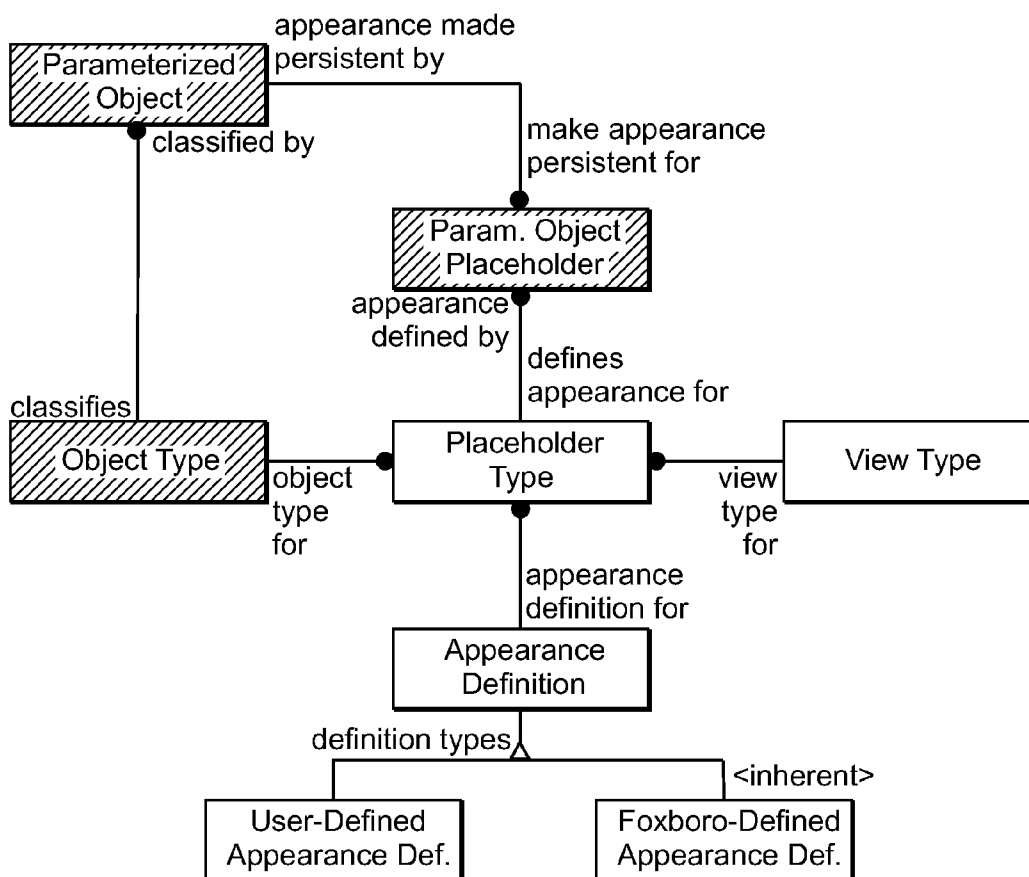 appearance made
persistent by
Parameterized
Object
classified by
make appearance
persistent for
Param. Object
Placeholder
appearance
defined by
defines
appearance for
classifies
Object Type
object
type
for
Placeholder
Type
view
type
for
View Type
appearance
definition for
Appearance
Definition
definition types
<inherent>
User-Defined
Appearance Def.
Foxboro-Defined
Appearance Def.